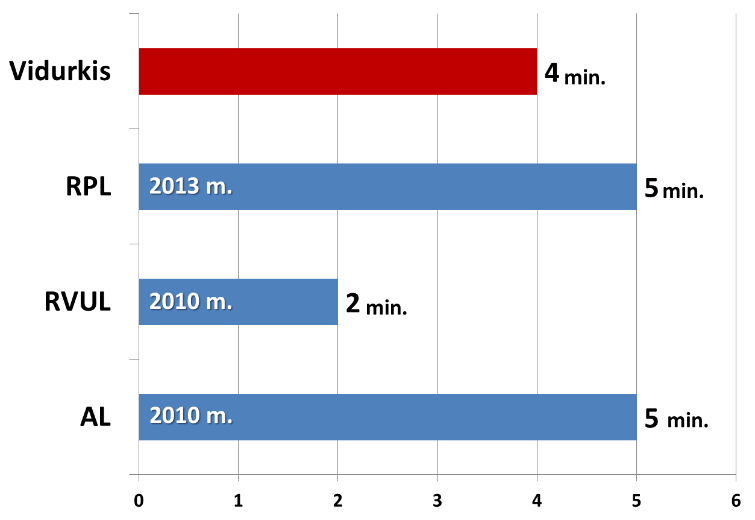 Vidurkis 4 min.
RPL 2013 m. 5 min.
RVUL 2010 m. 2 min.
AL 2010 m. 5 min.
0 1 2 3 4 5 6